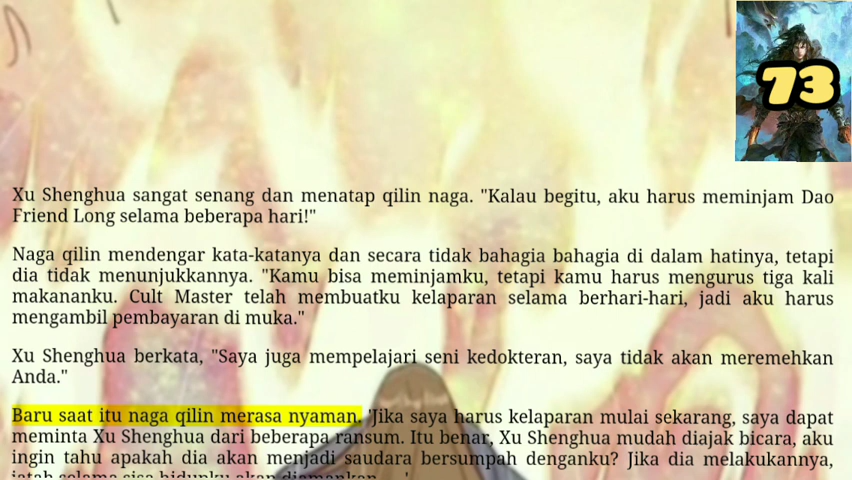 73
Xu Shenghua sangat senang dan menatap qilin naga. "Kalau begitu, aku harus meminjam Dao
Friend Long selama beberapa hari!"
Naga qilin mendengar kata-katanya dan secara tidak bahagia bahagia di dalam hatinya, tetapi
dia tidak menunjukkannya. "Kamu bisa meminjamku, tetapi kamu harus mengurus tiga kali
makananku. Cult Master telah membuatku kelaparan selama berhari-hari, jadi aku harus
mengambil pembayaran di muka."
Xu Shenghua berkata, "Saya juga mempelajari seni kedokteran, saya tidak akan meremehkan
Anda."
Baru saat itu naga qilin merasa nyaman. 'Jika saya harus kelaparan mulai sekarang, saya dapat
meminta Xu Shenghua dari beberapa ransum. Itu benar, Xu Shenghua mudah diajak bicara, aku
ingin tahu apakah dia akan menjadi saudara bersumpah denganku? Jika dia melakukannya,
jatah selama sisa hidupku akan diamankan ... '